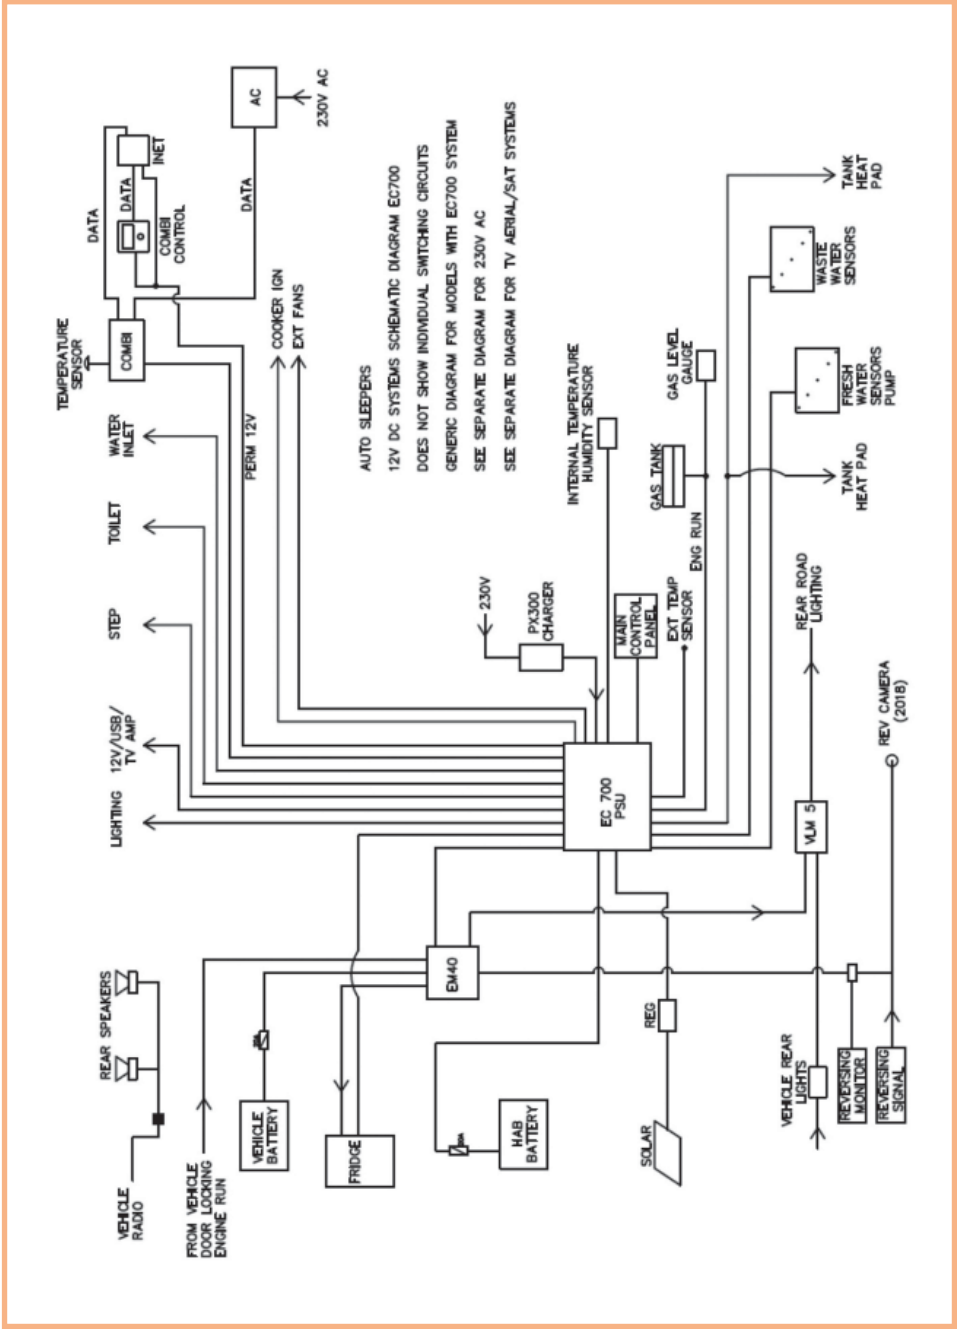 AC
230V AC
DATA
INET
DATA
COMBI
CONTROL
DATA
TEMPERATURE
SENSOR
COMBI
WATER
INLET
TOILET
STEP
12V/USB/
TV AMP
LIGHTING
PERM 12V
COOKER IGN
EXT FANS
AUTO SLEEPERS
12V DC SYSTEMS SCHEMATIC DIAGRAM EC700
DOES NOT SHOW INDIVIDUAL SWITCHING CIRCUITS
GENERIC DIAGRAM FOR MODELS WITH EC700 SYSTEM
SEE SEPARATE DIAGRAM FOR 230V AC
SEE SEPARATE DIAGRAM FOR TV AERIAL/SAT SYSTEMS
230V
PX300
CHARGER
INTERNAL TEMPERATURE
HUMIDITY SENSOR
MAIN
CONTROL
PANEL
EXT TEMP
SENSOR
ENG RUN
GAS TANK
GAS LEVEL
GAUGE
TANK
HEAT
PAD
WASTE
WATER
SENSORS
FRESH
WATER
SENSORS
PUMP
TANK
HEAT PAD
EC 700
PSU
REAR ROAD
LIGHTING
VLM 5
REV CAMERA
(2018)
REAR SPEAKERS
VEHICLE
RADIO
FROM VEHICLE
DOOR LOCKING
ENGINE RUN
VEHICLE
BATTERY
FRIDGE
EM40
HAB
BATTERY
SOLAR
REG
VEHICLE REAR
LIGHTS
REVERSING
MONITOR
REVERSING
SIGNAL